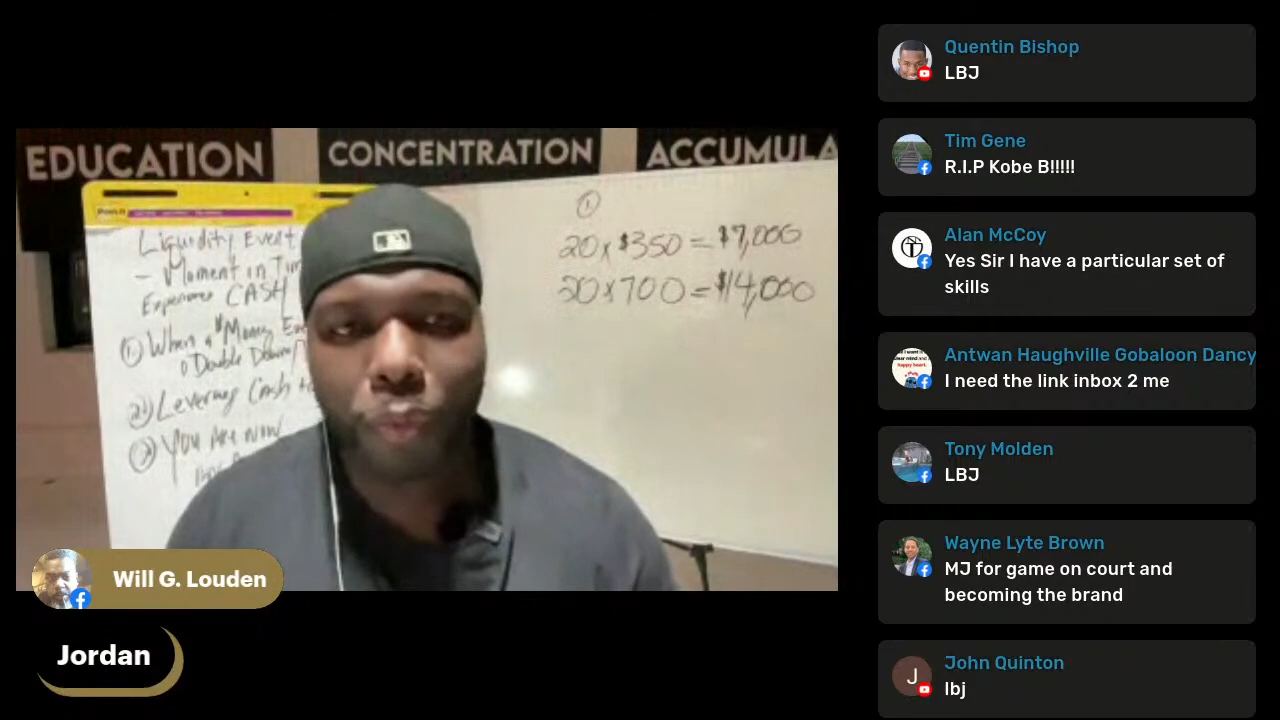 EDUCATION
CONCENTRATION
ACCUMULA
Liquidity Event
- Moment in Tim
Experience CASH
① When a $Money Eve
Double Down
② Leverage Cash to
③ You Are Now
①
20 x $350 = $7,000
20 x 700 = $14,000
Will G. Louden
Jordan
Quentin Bishop
LBJ
Tim Gene
R.I.P Kobe B!!!!!
Alan McCoy
Yes Sir I have a particular set of
skills
Antwan Haughville Gobaloon Dancy
I need the link inbox 2 me
Tony Molden
LBJ
Wayne Lyte Brown
MJ for game on court and
becoming the brand
J
John Quinton
lbj